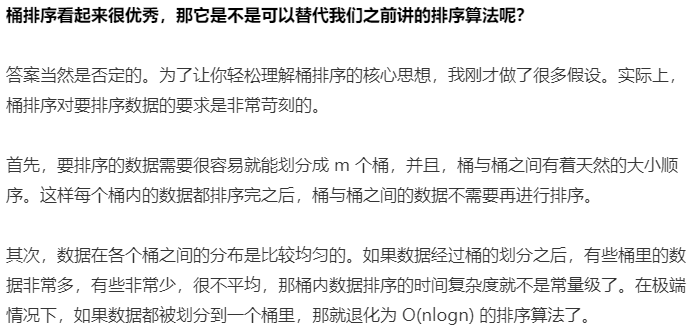 桶排序看起来很优秀，那它是不是可以替代我们之前讲的排序算法呢？
答案当然是否定的。为了让你轻松理解桶排序的核心思想，我刚才做了很多假设。实际上，
桶排序对要排序数据的要求是非常苛刻的。
首先，要排序的数据需要很容易就能划分成 m 个桶，并且，桶与桶之间有着天然的大小顺
序。这样每个桶内的数据都排序完之后，桶与桶之间的数据不需要再进行排序。
其次，数据在各个桶之间的分布是比较均匀的。如果数据经过桶的划分之后，有些桶里的数
据非常多，有些非常少，很不平均，那桶内数据排序的时间复杂度就不是常量级了。在极端
情况下，如果数据都被划分到一个桶里，那就退化为 O(nlogn) 的排序算法了。